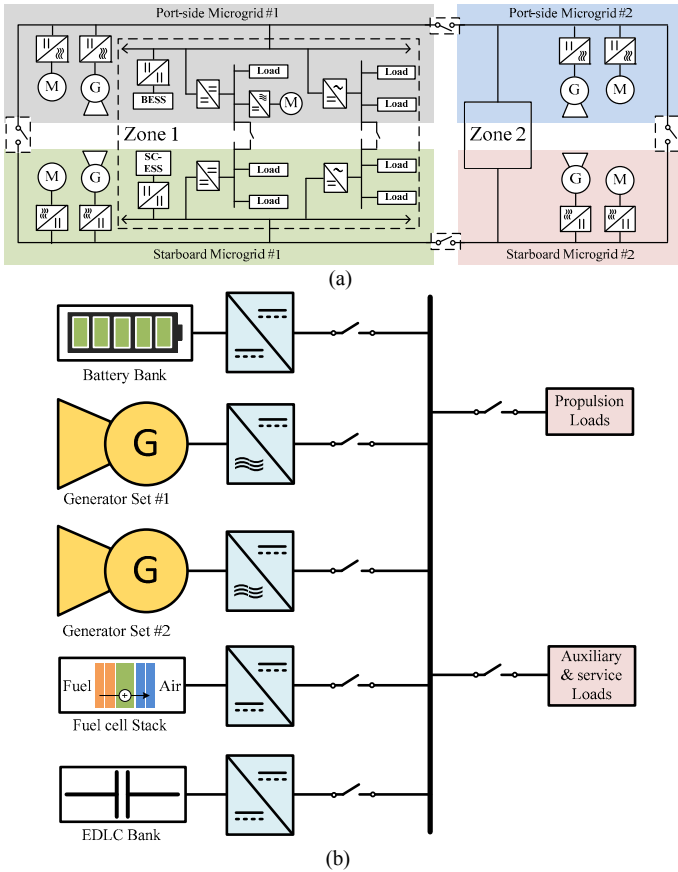 Port-side Microgrid #1
Port-side Microgrid #2
M
G
BESS
Load
M
Load
Load
G
M
Zone 1
Zone 2
M
G
SC-
ESS
Load
Load
Load
Load
G
M
Starboard Microgrid #1
Starboard Microgrid #2
(a)
Battery Bank
Propulsion
Loads
G
Generator Set #1
G
Generator Set #2
Fuel
Air
Fuel cell Stack
Auxiliary
& service
Loads
EDLC Bank
(b)